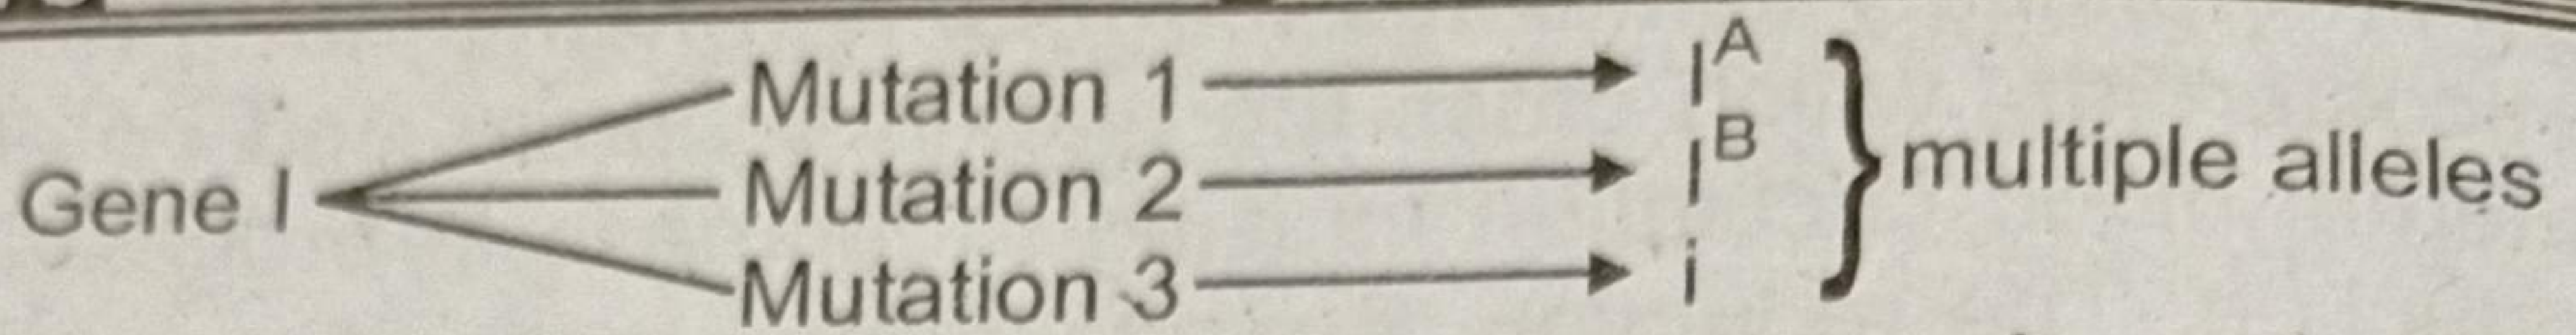 Mutation 1 I^A
Gene I Mutation 2 I^B multiple alleles
Mutation 3 i